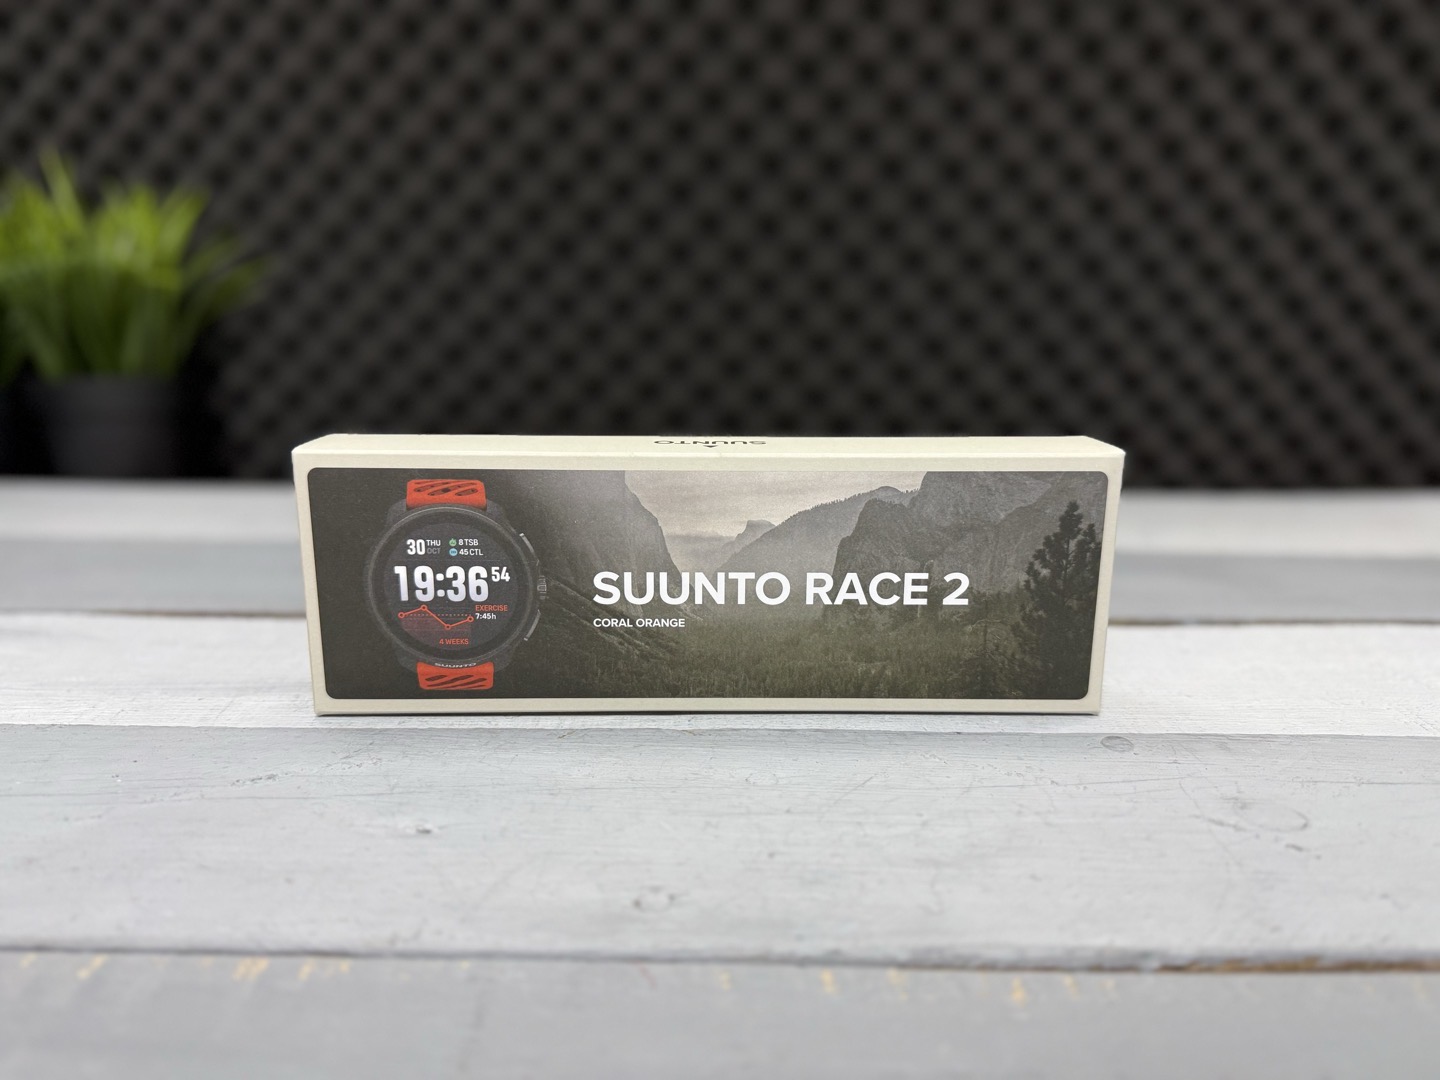 SUUNTO
30 THU OCT
8 TSB
45 CTL
19:36 54
EXERCISE
7:45h
4 WEEKS
SUUNTO
SUUNTO RACE 2
CORAL ORANGE